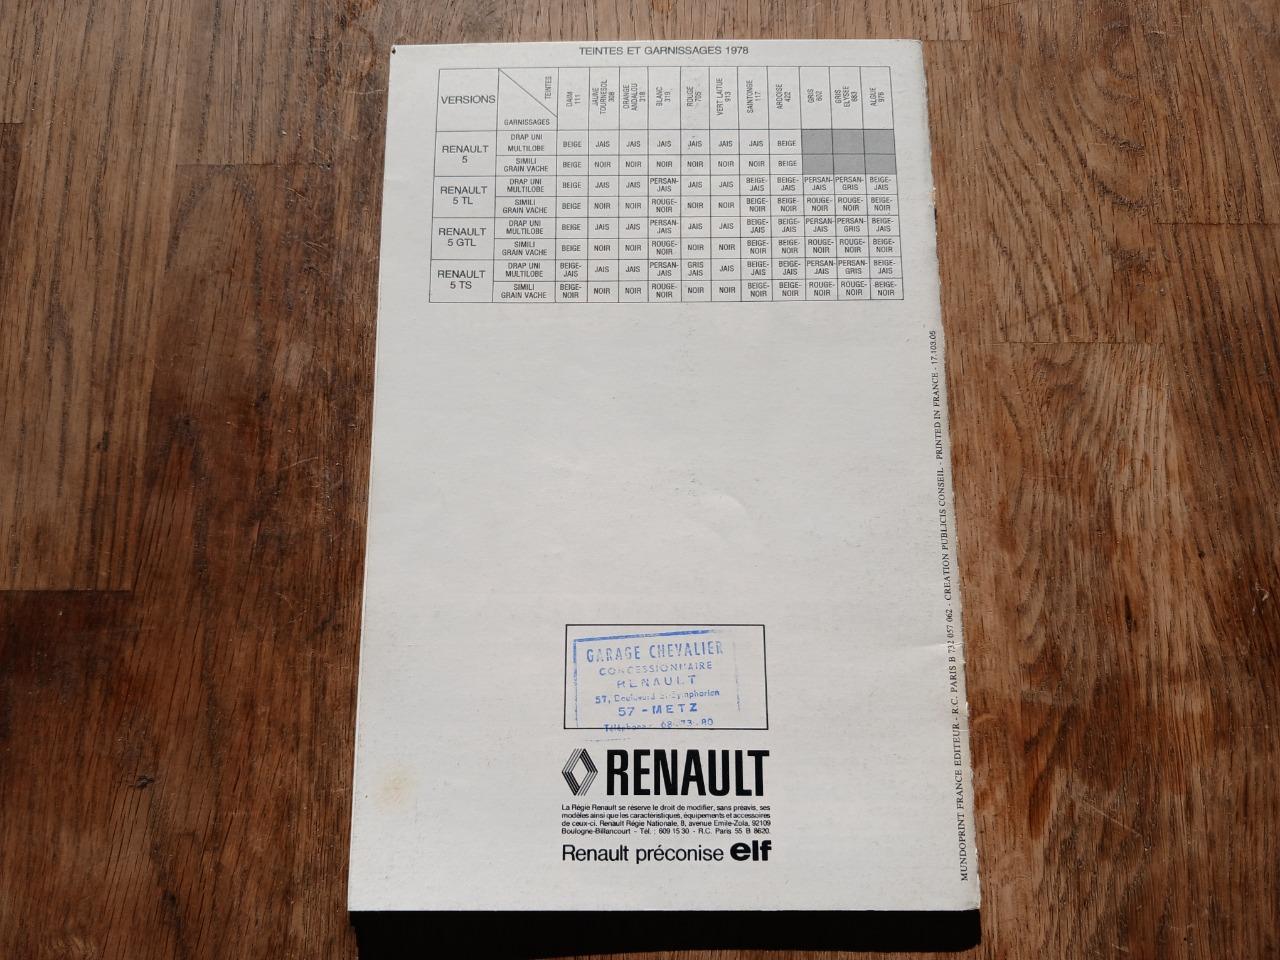 TEINTES ET GARNISSAGES 1978
VERSIONS
TEINTES
GARNISSAGES
DAIM 111
JAUNE TOURNESOL 308
ORANGE ANDALOU 318
BLANC 319
ROUGE 705
VERT LAITUE 913
SAINTONGE 117
ARDOISE 422
GRIS 602
GRIS ELYSÉE 663
ALGUE 976
RENAULT 5
DRAP UNI MULTILOBE BEIGE JAIS JAIS JAIS JAIS JAIS JAIS BEIGE
SIMILI GRAIN VACHE BEIGE NOIR NOIR NOIR NOIR NOIR NOIR BEIGE
RENAULT 5 TL
DRAP UNI MULTILOBE BEIGE JAIS JAIS PERSAN-JAIS JAIS JAIS BEIGE-JAIS BEIGE-JAIS PERSAN-JAIS PERSAN-GRIS BEIGE-JAIS
SIMILI GRAIN VACHE BEIGE NOIR NOIR ROUGE-NOIR NOIR NOIR BEIGE-NOIR BEIGE-NOIR ROUGE-NOIR ROUGE-NOIR BEIGE-NOIR
RENAULT 5 GTL
DRAP UNI MULTILOBE BEIGE JAIS JAIS PERSAN-JAIS JAIS JAIS BEIGE-JAIS BEIGE-JAIS PERSAN-JAIS PERSAN-GRIS BEIGE-JAIS
SIMILI GRAIN VACHE BEIGE NOIR NOIR ROUGE-NOIR NOIR NOIR BEIGE-NOIR BEIGE-NOIR ROUGE-NOIR ROUGE-NOIR BEIGE-NOIR
RENAULT 5 TS
DRAP UNI MULTILOBE BEIGE-JAIS JAIS JAIS PERSAN-JAIS GRIS JAIS JAIS BEIGE-JAIS BEIGE-JAIS PERSAN-JAIS PERSAN-GRIS BEIGE-JAIS
SIMILI GRAIN VACHE BEIGE-NOIR NOIR NOIR ROUGE-NOIR NOIR NOIR BEIGE-NOIR BEIGE-NOIR ROUGE-NOIR ROUGE-NOIR BEIGE-NOIR
GARAGE CHEVALIER
CONCESSIONNAIRE
RENAULT
57, Boulevard St-Symphorien
57 - METZ
Téléphone 68-73-80
RENAULT
La Régie Renault se réserve le droit de modifier, sans préavis, ses
modèles ainsi que les caractéristiques, équipements et accessoires
de ceux-ci. Renault Régie Nationale, 8, avenue Emile-Zola, 92109
Boulogne-Billancourt - Tél. : 609 15 30 - R.C. Paris 55 B 8620.
Renault préconise elf
MUNDOPRINT FRANCE EDITEUR - R.C. PARIS B 732 057 062 - CREATION PUBLICIS CONSEIL - PRINTED IN FRANCE - 17.103.05